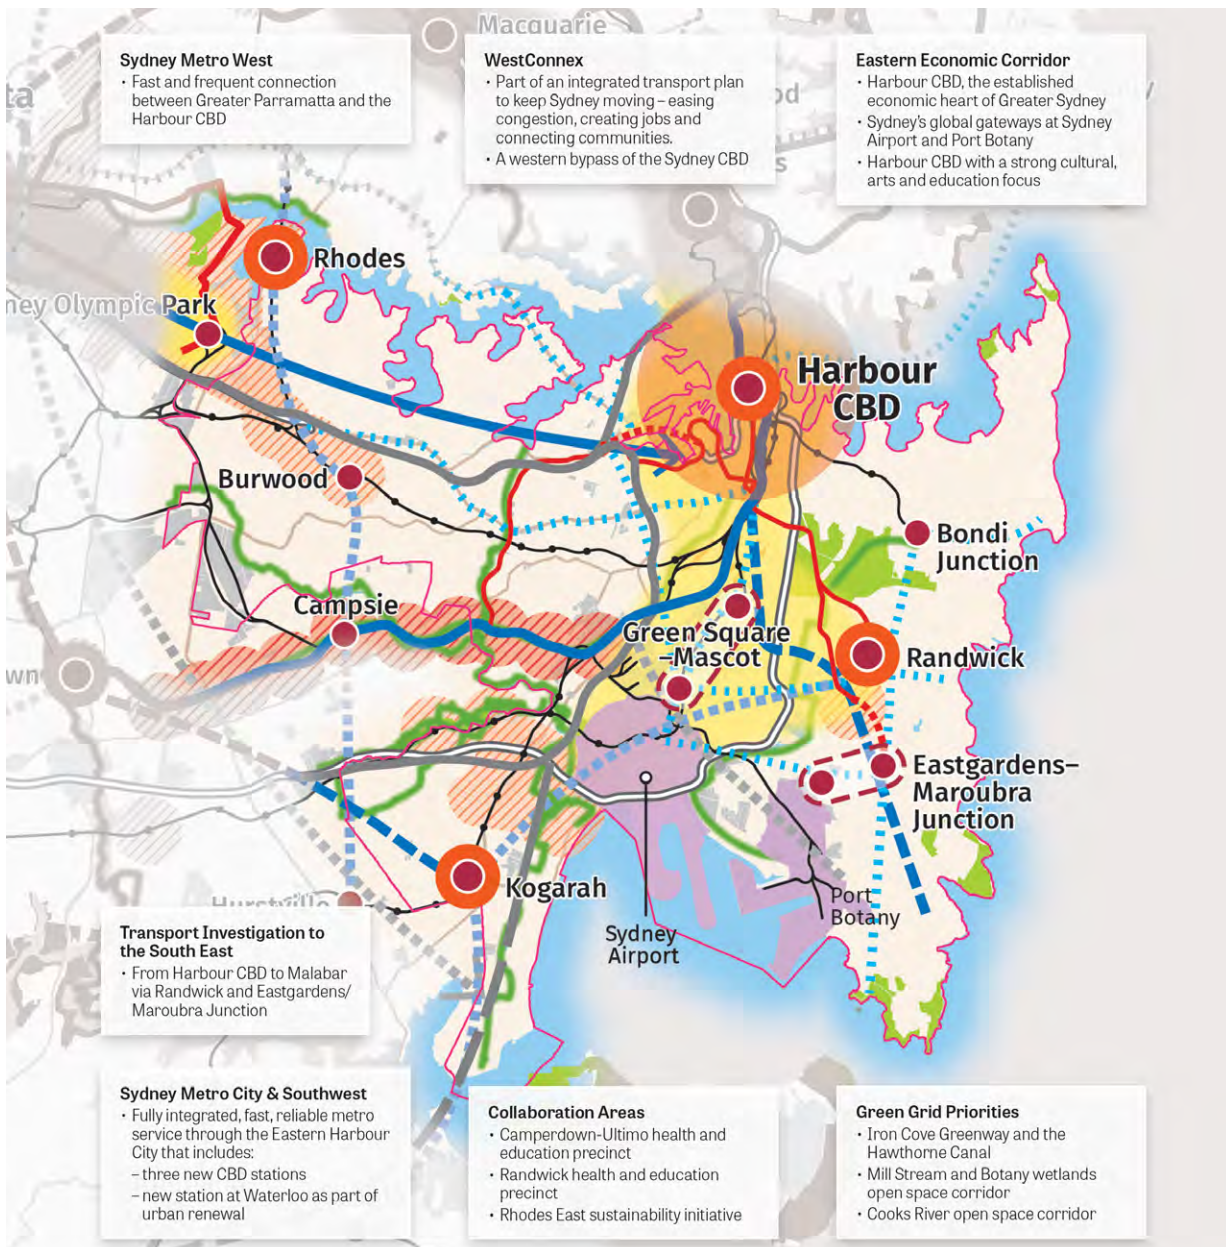 Macquarie
Sydney Metro West
• Fast and frequent connection
between Greater Parramatta and the
Harbour CBD
WestConnex
• Part of an integrated transport plan
to keep Sydney moving – easing
congestion, creating jobs and
connecting communities.
• A western bypass of the Sydney CBD
Eastern Economic Corridor
• Harbour CBD, the established
economic heart of Greater Sydney
• Sydney's global gateways at Sydney
Airport and Port Botany
• Harbour CBD with a strong cultural,
arts and education focus
Rhodes
ney Olympic Park
Harbour
CBD
Burwood
Bondi
Junction
Campsie
Green Square
–Mascot
Randwick
wn
Eastgardens–
Maroubra
Junction
Kogarah
Port
Botany
Hurstville
Sydney
Airport
Transport Investigation to
the South East
• From Harbour CBD to Malabar
via Randwick and Eastgardens/
Maroubra Junction
Sydney Metro City & Southwest
• Fully integrated, fast, reliable metro
service through the Eastern Harbour
City that includes:
– three new CBD stations
– new station at Waterloo as part of
urban renewal
Collaboration Areas
• Camperdown-Ultimo health and
education precinct
• Randwick health and education
precinct
• Rhodes East sustainability initiative
Green Grid Priorities
• Iron Cove Greenway and the
Hawthorne Canal
• Mill Stream and Botany wetlands
open space corridor
• Cooks River open space corridor